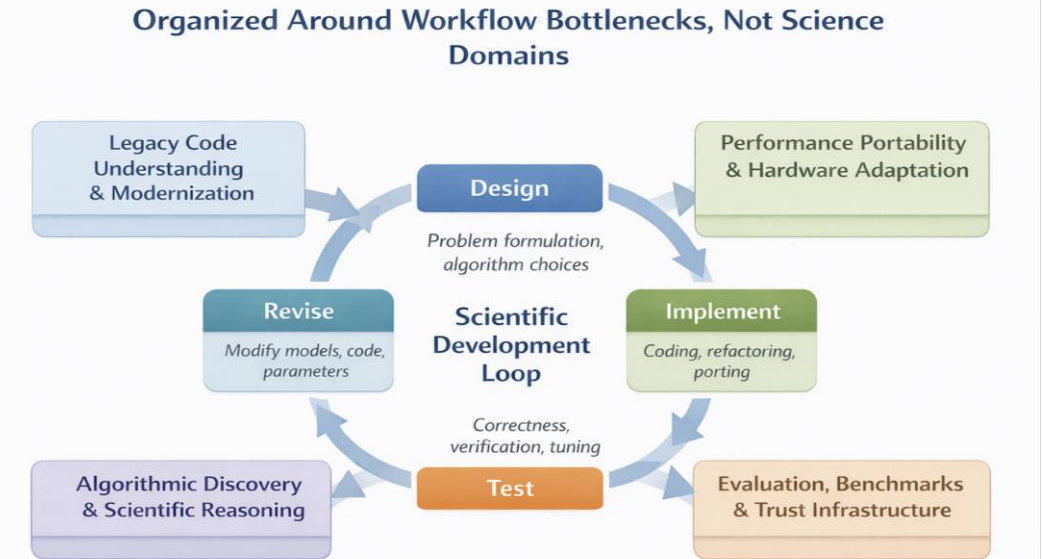 Organized Around Workflow Bottlenecks, Not Science
Domains
Legacy Code
Understanding
& Modernization
Performance Portability
& Hardware Adaptation
Design
Problem formulation,
algorithm choices
Revise
Modify models, code,
parameters
Scientific
Development
Loop
Implement
Coding, refactoring,
porting
Correctness,
verification, tuning
Test
Algorithmic Discovery
& Scientific Reasoning
Evaluation, Benchmarks
& Trust Infrastructure